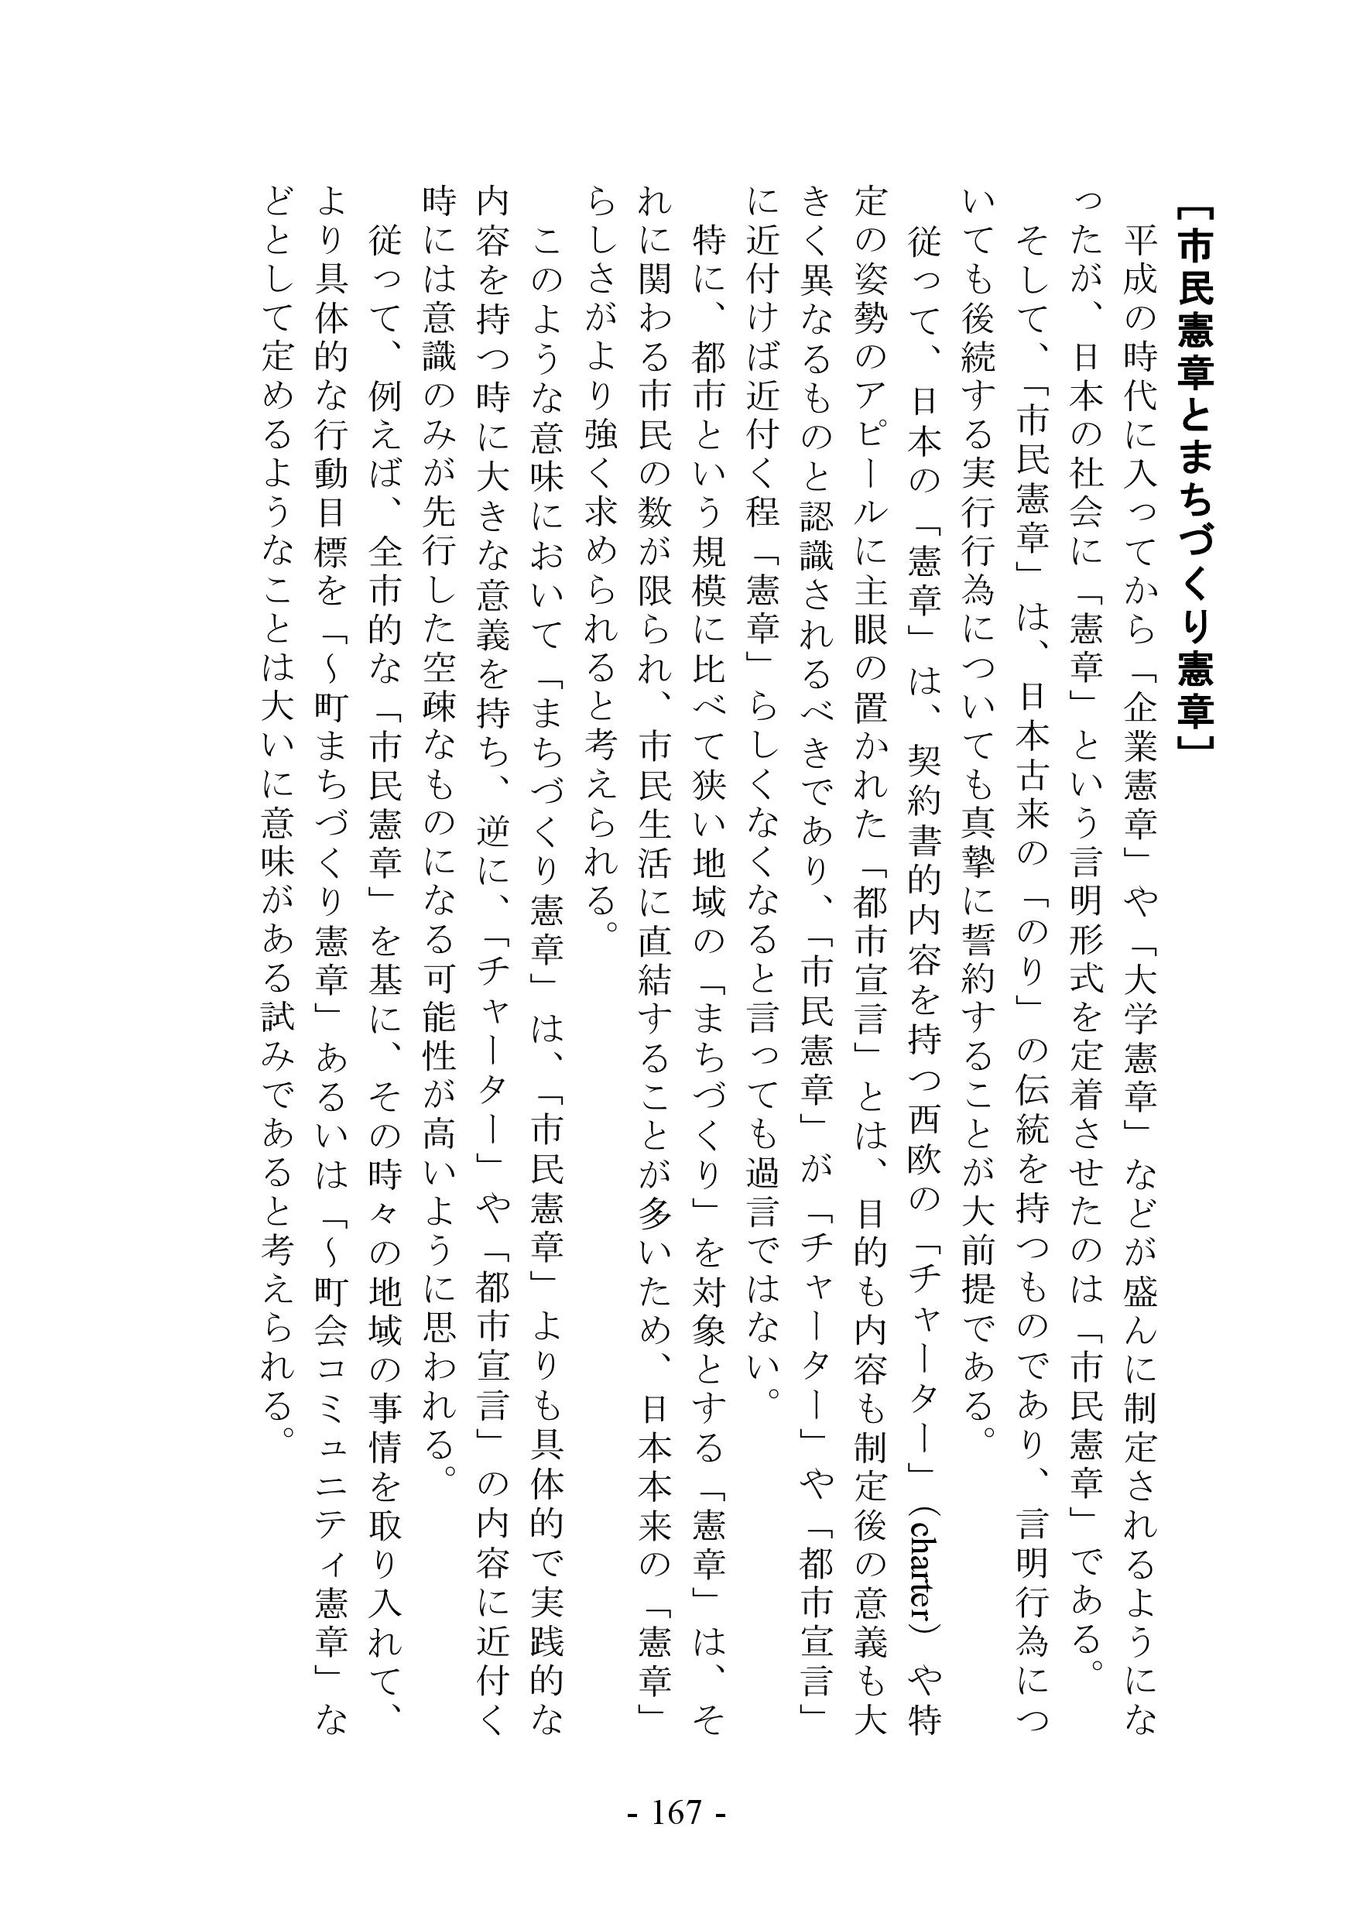 ［市民憲章とまちづくり憲章］
　平成の時代に入ってから「企業憲章」や「大学憲章」などが盛んに制定されるようにな
ったが、日本の社会に「憲章」という言明形式を定着させたのは「市民憲章」である。
　そして、「市民憲章」は、日本古来の「のり」の伝統を持つものであり、言明行為につ
いても後続する実行行為についても真摯に誓約することが大前提である。
　従って、日本の「憲章」は、契約書的内容を持つ西欧の「チャーター」（charter）や特
定の姿勢のアピールに主眼の置かれた「都市宣言」とは、目的も内容も制定後の意義も大
きく異なるものと認識されるべきであり、「市民憲章」が「チャーター」や「都市宣言」
に近付けば近付く程「憲章」らしくなくなると言っても過言ではない。
　特に、都市という規模に比べて狭い地域の「まちづくり」を対象とする「憲章」は、そ
れに関わる市民の数が限られ、市民生活に直結することが多いため、日本本来の「憲章」
らしさがより強く求められると考えられる。
　このような意味において「まちづくり憲章」は、「市民憲章」よりも具体的で実践的な
内容を持つ時に大きな意義を持ち、逆に、「チャーター」や「都市宣言」の内容に近付く
時には意識のみが先行した空疎なものになる可能性が高いように思われる。
　従って、例えば、全市的な「市民憲章」を基に、その時々の地域の事情を取り入れて、
より具体的な行動目標を「～町まちづくり憲章」あるいは「～町会コミュニティ憲章」な
どとして定めるようなことは大いに意味がある試みであると考えられる。
- 167 -